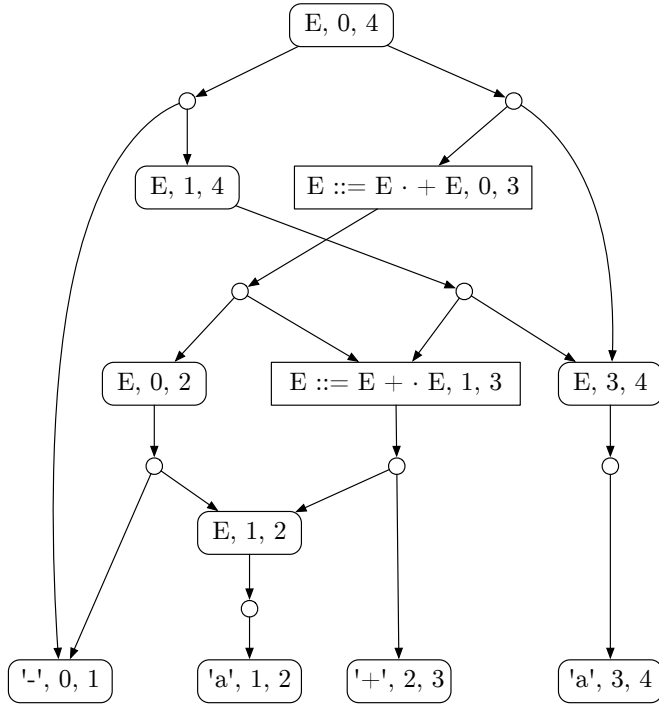 E, 0, 4
E, 1, 4
E ::= E · + E, 0, 3
E, 0, 2
E ::= E + · E, 1, 3
E, 3, 4
E, 1, 2
'-', 0, 1
'a', 1, 2
'+', 2, 3
'a', 3, 4